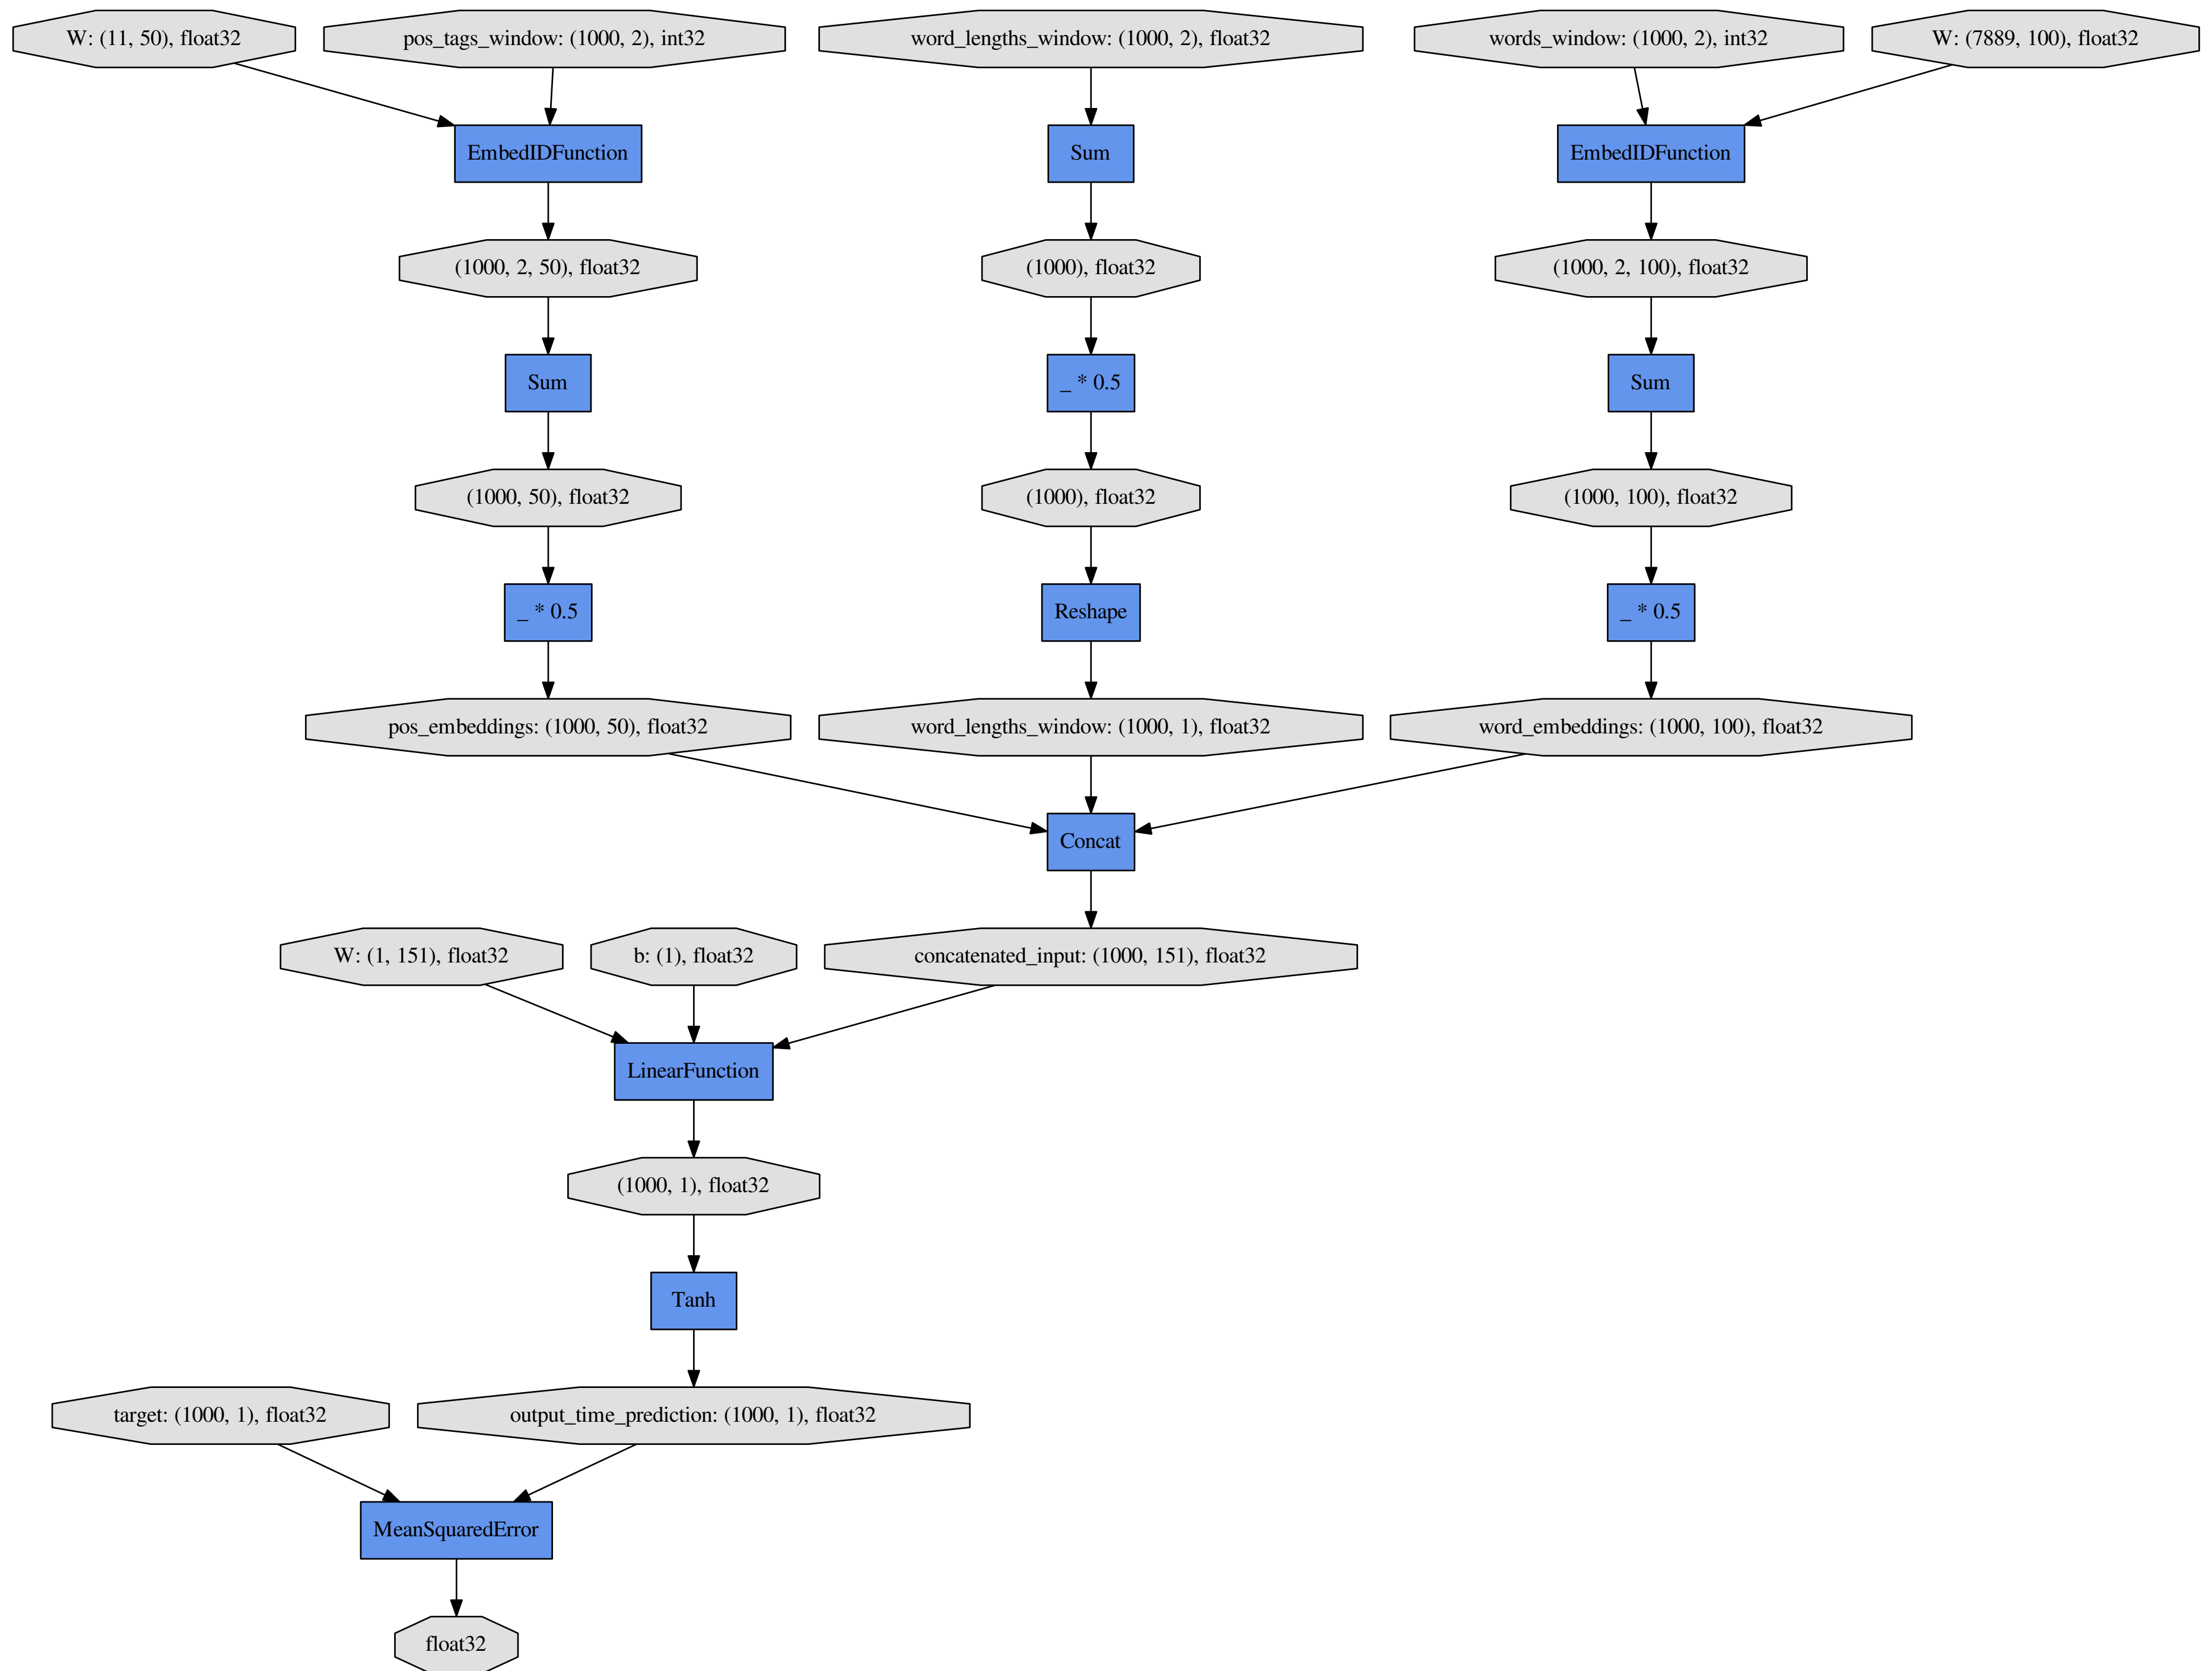 W: (11, 50), float32
pos_tags_window: (1000, 2), int32
word_lengths_window: (1000, 2), float32
words_window: (1000, 2), int32
W: (7889, 100), float32
EmbedIDFunction
Sum
EmbedIDFunction
(1000, 2, 50), float32
(1000), float32
(1000, 2, 100), float32
Sum
_ * 0.5
Sum
(1000, 50), float32
(1000), float32
(1000, 100), float32
_ * 0.5
Reshape
_ * 0.5
pos_embeddings: (1000, 50), float32
word_lengths_window: (1000, 1), float32
word_embeddings: (1000, 100), float32
Concat
W: (1, 151), float32
b: (1), float32
concatenated_input: (1000, 151), float32
LinearFunction
(1000, 1), float32
Tanh
target: (1000, 1), float32
output_time_prediction: (1000, 1), float32
MeanSquaredError
float32